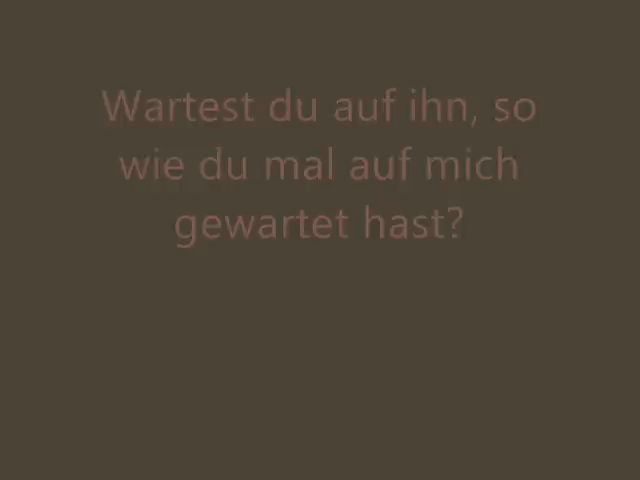 Wartest du auf ihn, so
wie du mal auf mich
gewartet hast?